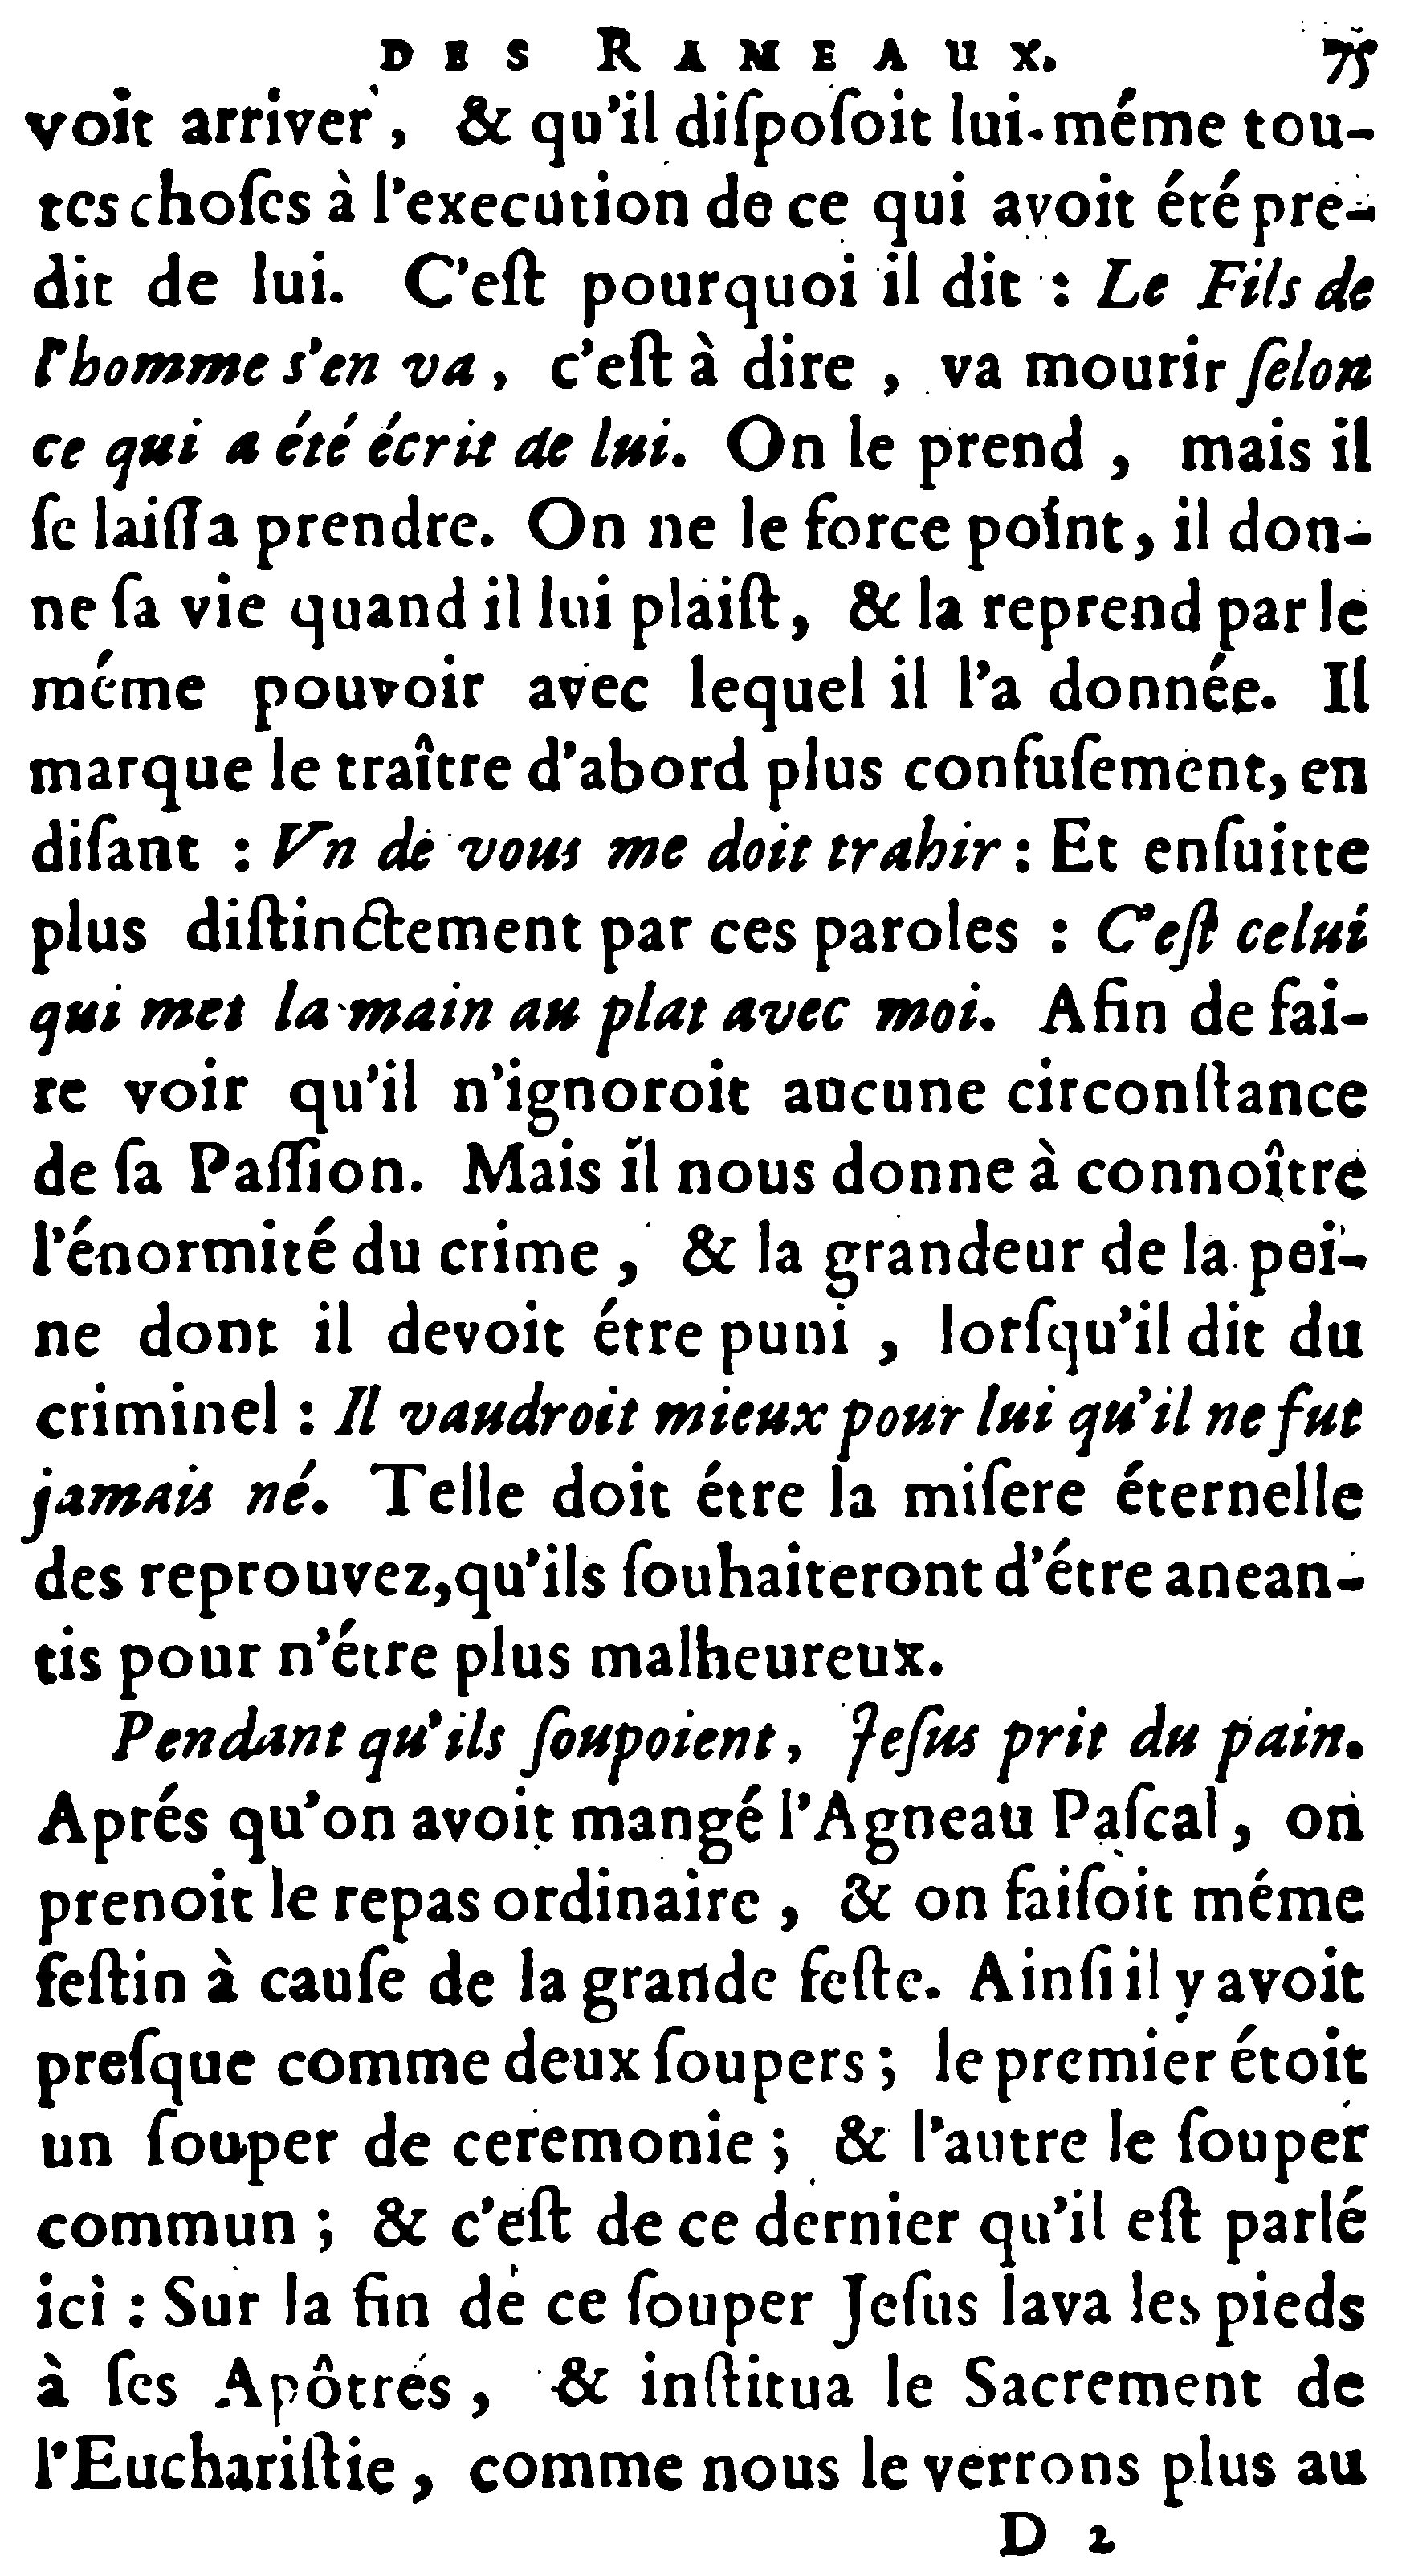 DES RAMEAUX. 75
voit arriver, & qu'il diſpoſoit lui-méme tou-
tes choſes à l'execution de ce qui avoit été pre-
dit de lui. C'eſt pourquoi il dit : Le Fils de
l'homme s'en va, c'eſt à dire, va mourir ſelon
ce qui a été écrit de lui. On le prend, mais il
ſe laiſſa prendre. On ne le force point, il don-
ne ſa vie quand il lui plaiſt, & la reprend par le
méme pouvoir avec lequel il l'a donnée. Il
marque le traître d'abord plus confuſement, en
diſant : Vn de vous me doit trahir : Et enſuitte
plus diſtinctement par ces paroles : C'eſt celui
qui met la main au plat avec moi. Afin de fai-
re voir qu'il n'ignoroit aucune circonſtance
de ſa Paſſion. Mais il nous donne à connoître
l'énormité du crime, & la grandeur de la pei-
ne dont il devoit étre puni, lorſqu'il dit du
criminel : Il vaudroit mieux pour lui qu'il ne fut
jamais né. Telle doit étre la miſere éternelle
des reprouvez, qu'ils ſouhaiteront d'étre anean-
tis pour n'étre plus malheureux.
Pendant qu'ils ſoupoient, Jeſus prit du pain.
Aprés qu'on avoit mangé l'Agneau Paſcal, on
prenoit le repas ordinaire, & on faiſoit méme
feſtin à cauſe de la grande feſte. Ainſi il y avoit
preſque comme deux ſoupers ; le premier étoit
un ſouper de ceremonie ; & l'autre le ſouper
commun ; & c'eſt de ce dernier qu'il eſt parlé
ici : Sur la fin de ce ſouper Jeſus lava les pieds
à ſes Apôtres, & inſtitua le Sacrement de
l'Euchariſtie, comme nous le verrons plus au
D 2